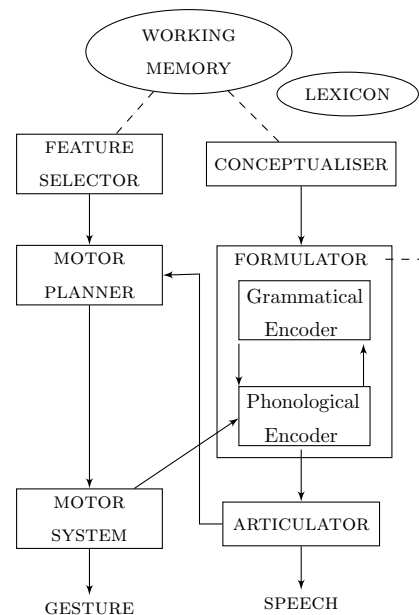 WORKING
MEMORY
LEXICON
FEATURE
SELECTOR
CONCEPTUALISER
MOTOR
PLANNER
FORMULATOR
Grammatical
Encoder
Phonological
Encoder
MOTOR
SYSTEM
ARTICULATOR
GESTURE
SPEECH